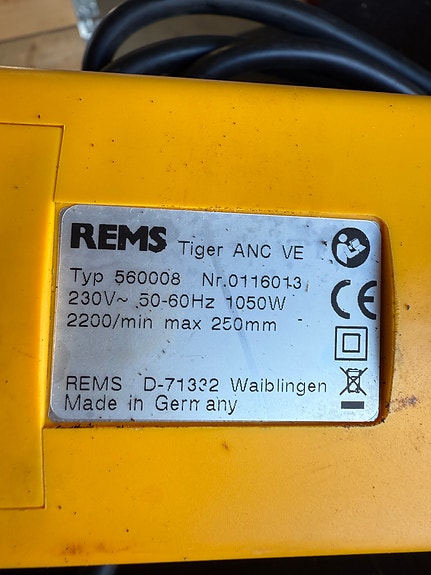 REMS Tiger ANC VE
Typ 560008 Nr.0116013
230V~ 50-60Hz 1050W
2200/min max 250mm
CE
REMS D-71332 Waiblingen
Made in Germany